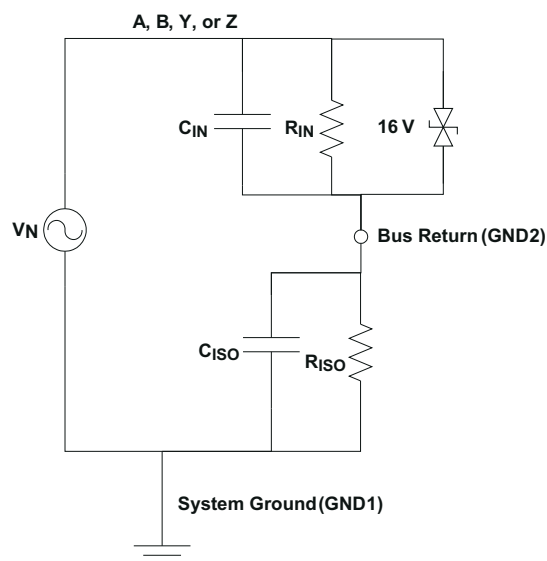 A, B, Y, or Z
CIN
RIN
16 V
VN
Bus Return (GND2)
CISO
RISO
System Ground (GND1)